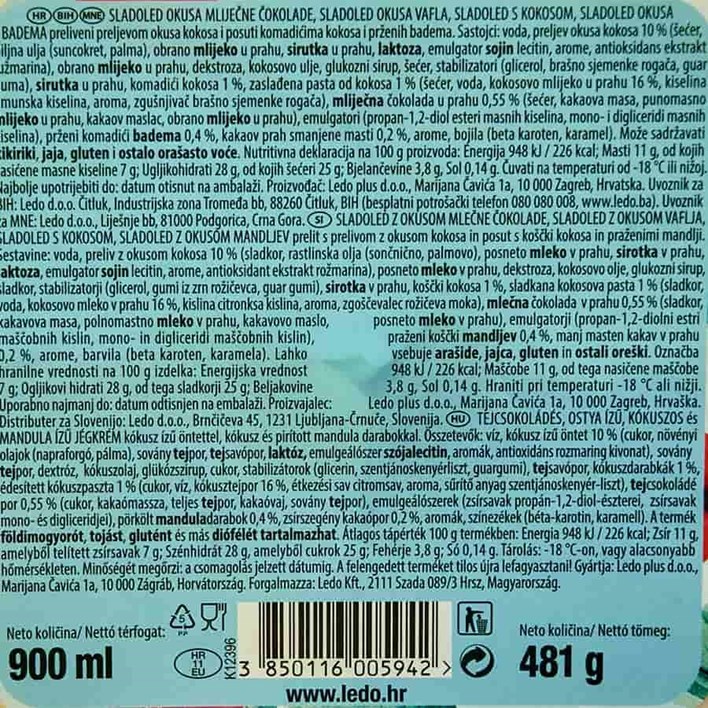 HR BIH MNE SLADOLED OKUSA MLIJEČNE ČOKOLADE, SLADOLED OKUSA VAFLA, SLADOLED S KOKOSOM, SLADOLED OKUSA
BADEMA preliveni preljevom okusa kokosa i posuti komadićima kokosa i prženih badema. Sastojci: voda, preljev okusa kokosa 10 % (šećer,
biljna ulja (suncokret, palma), obrano mlijeko u prahu, sirutka u prahu, laktoza, emulgator sojin lecitin, arome, antioksidans ekstrakt
ružmarina), obrano mlijeko u prahu, dekstroza, kokosovo ulje, glukozni sirup, šećer, stabilizatori (glicerol, brašno sjemenke rogača, guar
guma), sirutka u prahu, komadići kokosa 1 %, zaslađena pasta od kokosa 1 % (šećer, voda, kokosovo mlijeko u prahu 16 %, kiselina
limunska kiselina, aroma, zgušnjivač brašno sjemenke rogača), mliječna čokolada u prahu 0,55 % (šećer, kakaova masa, punomasno
mlijeko u prahu, kakaov maslac, obrano mlijeko u prahu), emulgatori (propan-1,2-diol esteri masnih kiselina, mono- i digliceridi masnih
kiselina), prženi komadići badema 0,4 %, kakaov prah smanjene masti 0,2 %, arome, bojila (beta karoten, karamel). Može sadržavati
kikiriki, jaja, gluten i ostalo orašasto voće. Nutritivna deklaracija na 100 g proizvoda: Energija 948 kJ / 226 kcal; Masti 11 g, od kojih
zasićene masne kiseline 7 g; Ugljikohidrati 28 g, od kojih šećeri 25 g; Bjelančevine 3,8 g, Sol 0,14 g. Čuvati na temperaturi od -18 °C ili nižoj.
Najbolje upotrijebiti do: datum otisnut na ambalaži. Proizvođač: Ledo plus d.o.o., Marijana Čavića 1a, 10 000 Zagreb, Hrvatska. Uvoznik za
BIH: Ledo d.o.o. Čitluk, Industrijska zona Tromeđa bb, 88260 Čitluk, BIH (besplatni potrošački telefon 080 080 008, www.ledo.ba). Uvoznik
za MNE: Ledo d.o.o., Liješnje bb, 81000 Podgorica, Crna Gora. SI SLADOLED Z OKUSOM MLEČNE ČOKOLADE, SLADOLED Z OKUSOM VAFLJA,
SLADOLED S KOKOSOM, SLADOLED Z OKUSOM MANDLJEV prelit s prelivom z okusom kokosa in posut s koščki kokosa in praženimi mandlji.
Sestavine: voda, preliv z okusom kokosa 10 % (sladkor, rastlinska olja (sončnično, palmovo), posneto mleko v prahu, sirotka v prahu,
laktoza, emulgator sojin lecitin, arome, antioksidant ekstrakt rožmarina), posneto mleko v prahu, dekstroza, kokosovo olje, glukozni sirup,
sladkor, stabilizatorji (glicerol, gumi iz zrn rožičevca, guar gumi), sirotka v prahu, koščki kokosa 1 %, sladkana kokosova pasta 1 % (sladkor,
voda, kokosovo mleko v prahu 16 %, kislina citronska kislina, aroma, zgoščevalec rožičeva moka), mlečna čokolada v prahu 0,55 % (sladkor,
kakavova masa, polnomastno mleko v prahu, kakavovo maslo, posneto mleko v prahu), emulgatorji (propan-1,2-diolni estri
maščobnih kislin, mono- in digliceridi maščobnih kislin), praženi koščki mandljev 0,4 %, manj masten kakav v prahu
0,2 %, arome, barvila (beta karoten, karamela). Lahko vsebuje arašide, jajca, gluten in ostali oreški. Označba
hranilne vrednosti na 100 g izdelka: Energijska vrednost 948 kJ / 226 kcal; Maščobe 11 g, od tega nasičene maščobe
7 g; Ogljikovi hidrati 28 g, od tega sladkorji 25 g; Beljakovine 3,8 g, Sol 0,14 g. Hraniti pri temperaturi -18 °C ali nižji.
Uporabno najmanj do: datum odtisnjen na embalaži. Proizvajalec: Ledo plus d.o.o., Marijana Čavića 1a, 10 000 Zagreb, Hrvaška.
Distributer za Slovenijo: Ledo d.o.o., Brnčičeva 45, 1231 Ljubljana-Črnuče, Slovenija. HU TEJCSOKOLÁDÉS, OSTYA ÍZŰ, KÓKUSZOS és
MANDULA ÍZŰ JÉGKRÉM kókusz ízű öntettel, kókusz és pirított mandula darabokkal. Összetevők: víz, kókusz ízű öntet 10 % (cukor, növényi
olajok (napraforgó, pálma), sovány tejpor, tejsavópor, laktóz, emulgeálószer szójalecitin, aromák, antioxidáns rozmaring kivonat), sovány
tejpor, dextróz, kókuszolaj, glükózszirup, cukor, stabilizátorok (glicerin, szentjánoskenyérliszt, guargumi), tejsavópor, kókuszdarabkák 1 %,
édesített kókuszpaszta 1 % (cukor, víz, kókusztejpor 16 %, étkezési sav citromsav, aroma, sűrítő anyag szentjánoskenyér-liszt), tejcsokoládé
por 0,55 % (cukor, kakaómassza, teljes tejpor, kakaóvaj, sovány tejpor), emulgeálószerek (zsírsavak propán-1,2-diol-észterei, zsírsavak
mono- és digliceridjei), pörkölt manduladarabok 0,4 %, zsírszegény kakaópor 0,2 %, aromák, színezékek (béta-karotin, karamell). A termék
földimogyorót, tojást, glutént és más diófélét tartalmazhat. Átlagos tápérték 100 g termékben: Energia 948 kJ / 226 kcal; Zsír 11 g,
amelyből telített zsírsavak 7 g; Szénhidrát 28 g, amelyből cukrok 25 g; Fehérje 3,8 g; Só 0,14 g. Tárolás: -18 °C-on, vagy alacsonyabb
hőmérsékleten. Minőségét megőrzi: a csomagolás jelzett dátumig. A felengedett terméket tilos újra lefagyasztani! Gyártja: Ledo plus d.o.o.,
Marijana Čavića 1a, 10 000 Zágráb, Horvátország. Forgalmazza: Ledo Kft., 2111 Szada 089/3 Hrsz, Magyarország.
Neto količina/ Nettó térfogat:
900 ml
5
PP
HR
11
EU
K12396
3 850116 005942 >
www.ledo.hr
Neto količina/ Nettó tömeg:
481 g